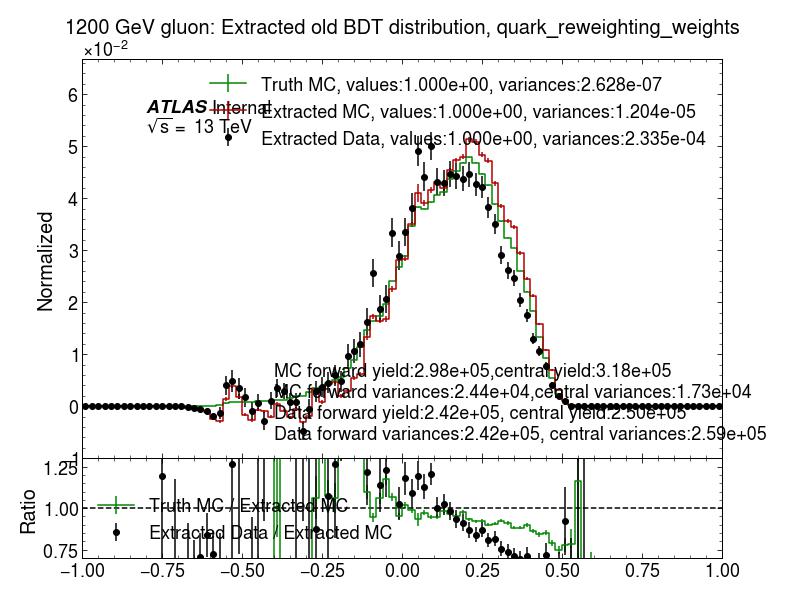 1200 GeV gluon: Extracted old BDT distribution, quark_reweighting_weights
×10⁻²
Truth MC, values:1.000e+00, variances:2.628e-07
ATLAS Internal
Extracted MC, values:1.000e+00, variances:1.204e-05
√s = 13 TeV
Extracted Data, values:1.000e+00, variances:2.335e-04
6
5
4
3
2
1
0
Normalized
MC forward yield:2.98e+05,central yield:3.18e+05
MC forward variances:2.44e+04,central variances:1.73e+04
Data forward yield:2.42e+05, central yield:2.50e+05
Data forward variances:2.42e+05, central variances:2.59e+05
1.25
1.00
0.75
Ratio
Truth MC / Extracted MC
Extracted Data / Extracted MC
−1.00 −0.75 −0.50 −0.25 0.00 0.25 0.50 0.75 1.00